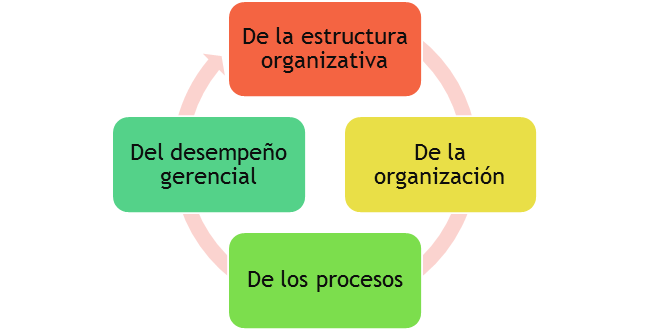 De la estructura
organizativa
De la
organización
De los procesos
Del desempeño
gerencial